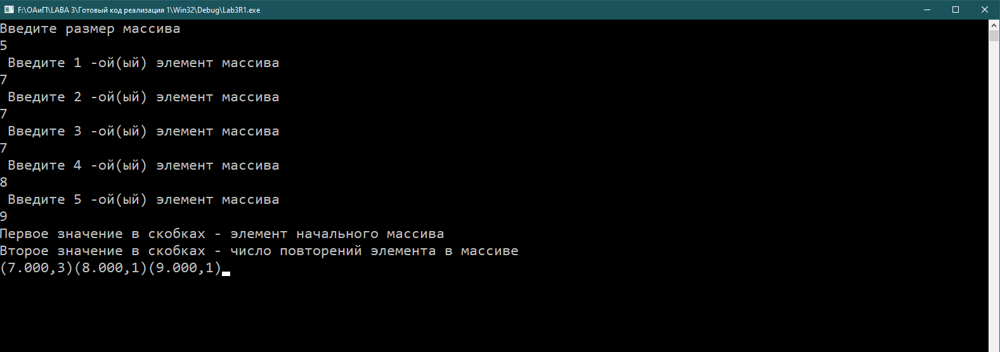 F:\ОАиП\LABA 3\Готовый код реализация 1\Win32\Debug\Lab3R1.exe
Введите размер массива
5
Введите 1 -ой(ый) элемент массива
7
Введите 2 -ой(ый) элемент массива
7
Введите 3 -ой(ый) элемент массива
7
Введите 4 -ой(ый) элемент массива
8
Введите 5 -ой(ый) элемент массива
9
Первое значение в скобках - элемент начального массива
Второе значение в скобках - число повторений элемента в массиве
(7.000,3)(8.000,1)(9.000,1)